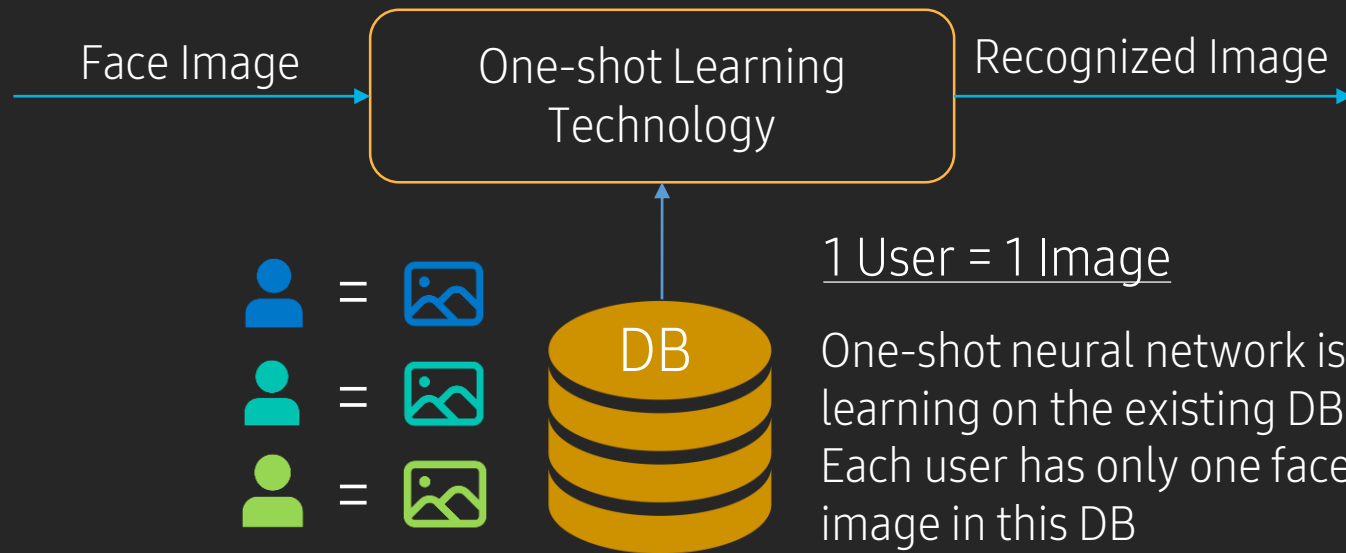 Face Image
One-shot Learning
Technology
Recognized Image
1 User = 1 Image
=
=
=
DB
One-shot neural network is
learning on the existing DB
Each user has only one face
image in this DB